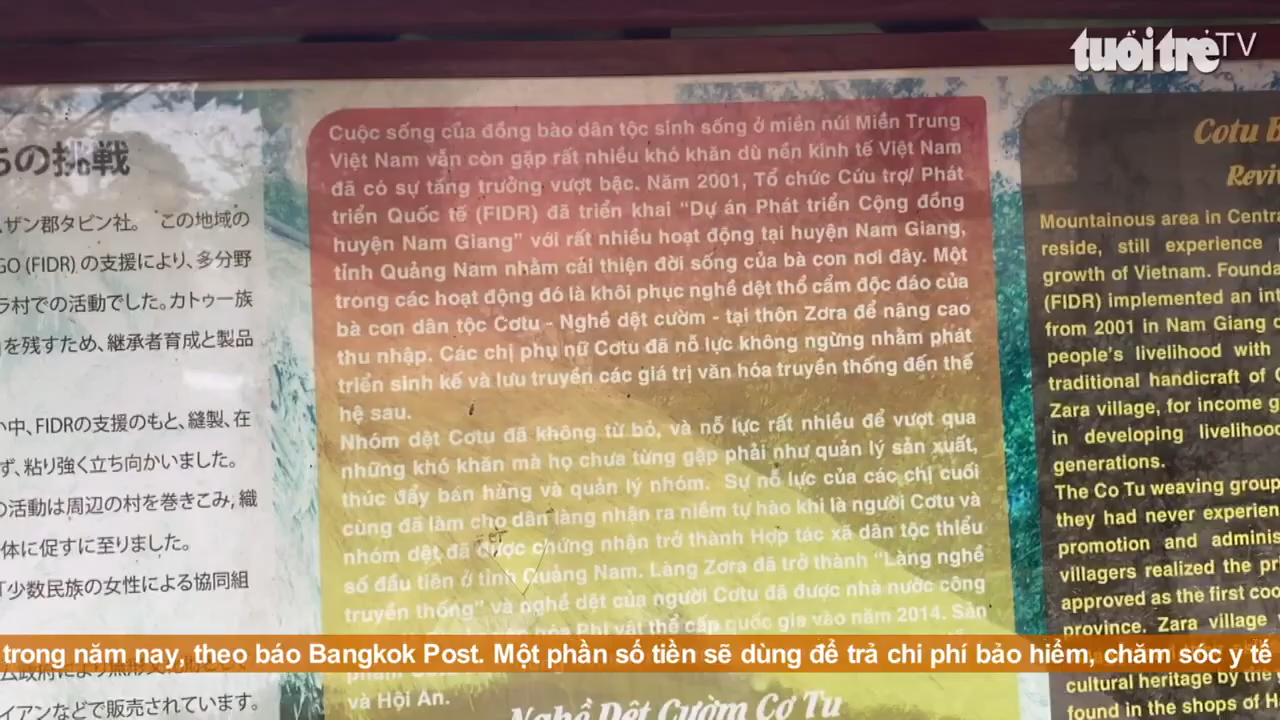 tuổi trẻ TV
らの挑戦
ザン郡タビン社。 この地域の
GO (FIDR) の支援により、多分野
ラ村での活動でした。カトゥー族
を残すため、継承者育成と製品
い中、FIDRの支援のもと、縫製、在
ず、粘り強く立ち向かいました。
の活動は周辺の村を巻きこみ、織
体に促すに至りました。
「少数民族の女性による協同組
イアンなどで販売されています。
Cuộc sống của đồng bào dân tộc sinh sống ở miền núi Miền Trung
Việt Nam vẫn còn gặp rất nhiều khó khăn dù nền kinh tế Việt Nam
đã có sự tăng trưởng vượt bậc. Năm 2001, Tổ chức Cứu trợ/ Phát
triển Quốc tế (FIDR) đã triển khai “Dự án Phát triển Cộng đồng
huyện Nam Giang” với rất nhiều hoạt động tại huyện Nam Giang,
tỉnh Quảng Nam nhằm cải thiện đời sống của bà con nơi đây. Một
trong các hoạt động đó là khôi phục nghề dệt thổ cẩm độc đáo của
bà con dân tộc Cơtu - Nghề dệt cườm - tại thôn Zơra để nâng cao
thu nhập. Các chị phụ nữ Cơtu đã nỗ lực không ngừng nhằm phát
triển sinh kế và lưu truyền các giá trị văn hóa truyền thống đến thế
hệ sau.
Nhóm dệt Cơtu đã không từ bỏ, và nỗ lực rất nhiều để vượt qua
những khó khăn mà họ chưa từng gặp phải như quản lý sản xuất,
thúc đẩy bán hàng và quản lý nhóm. Sự nỗ lực của các chị cuối
cùng đã làm cho dân làng nhận ra niềm tự hào khi là người Cơtu và
nhóm dệt đã được chứng nhận trở thành Hợp tác xã dân tộc thiểu
số đầu tiên ở tỉnh Quảng Nam. Làng Zơra đã trở thành “Làng nghề
truyền thống” và nghề dệt của người Cơtu đã được nhà nước công
hóa Phi vật thể cấp quốc gia vào năm 2014. Sản
và Hội An.
Nghề Dệt Cườm Cơ Tu
Cotu
Reviv
Mountainous area in Centr
reside, still experience
growth of Vietnam. Founda
(FIDR) implemented an int
from 2001 in Nam Giang
people's livelihood with
traditional handicraft of
Zara village, for income g
in developing livelihood
generations.
The Co Tu weaving group
they had never experien
promotion and adminis
villagers realized the pri
approved as the first coo
province. Zara village
cultural heritage by the
found in the shops of H
trong năm nay, theo báo Bangkok Post. Một phần số tiền sẽ dùng để trả chi phí bảo hiểm, chăm sóc y tế